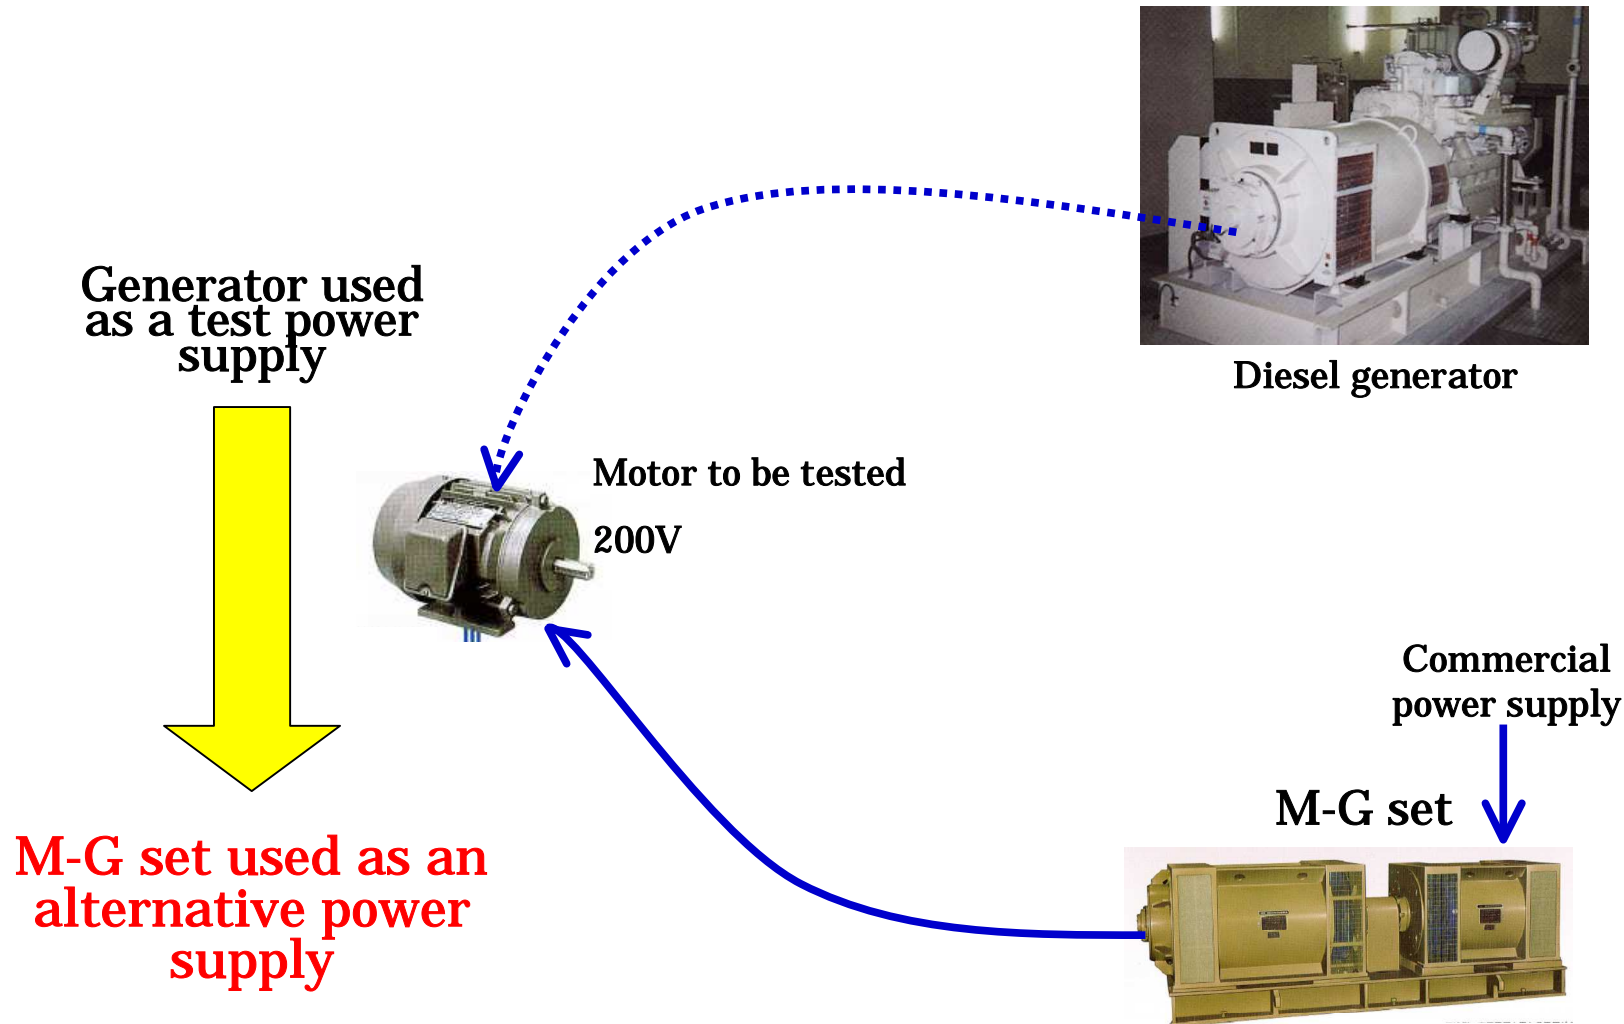 Generator used
as a test power
supply
Diesel generator
Motor to be tested
200V
Commercial
power supply
M-G set
M-G set used as an
alternative power
supply